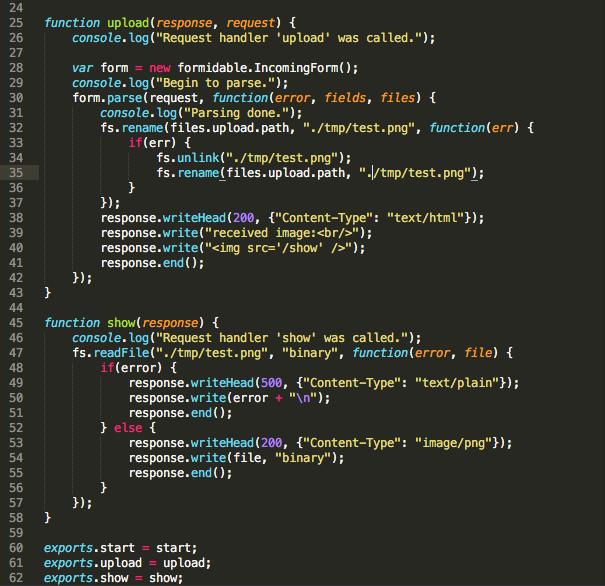 24
25 function upload(response, request) {
26     console.log("Request handler 'upload' was called.");
27
28     var form = new formidable.IncomingForm();
29     console.log("Begin to parse.");
30     form.parse(request, function(error, fields, files) {
31         console.log("Parsing done.");
32         fs.rename(files.upload.path, "./tmp/test.png", function(err) {
33             if(err) {
34                 fs.unlink("./tmp/test.png");
35                 fs.rename(files.upload.path, "./tmp/test.png");
36             }
37         });
38         response.writeHead(200, {"Content-Type": "text/html"});
39         response.write("received image:<br/>");
40         response.write("<img src='/show' />");
41         response.end();
42     });
43 }
44
45 function show(response) {
46     console.log("Request handler 'show' was called.");
47     fs.readFile("./tmp/test.png", "binary", function(error, file) {
48         if(error) {
49             response.writeHead(500, {"Content-Type": "text/plain"});
50             response.write(error + "\n");
51             response.end();
52         } else {
53             response.writeHead(200, {"Content-Type": "image/png"});
54             response.write(file, "binary");
55             response.end();
56         }
57     });
58 }
59
60 exports.start = start;
61 exports.upload = upload;
62 exports.show = show;